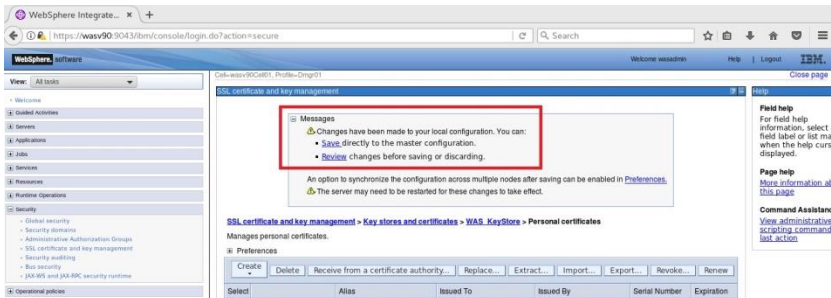 WebSphere Integrate...
https://wasv90:9043/ibm/console/login.do?action=secure
Search
WebSphere. software
Welcome wasadmin
Help | Logout
IBM.
Cell=wasv90Cell01, Profile=Dmgr01
Close page
View: All tasks
Welcome
Guided Activities
Servers
Applications
Jobs
Services
Resources
Runtime Operations
Security
Global security
Security domains
Administrative Authorization Groups
SSL certificate and key management
Security auditing
Bus security
JAX-WS and JAX-RPC security runtime
Operational policies
SSL certificate and key management
Messages
Changes have been made to your local configuration. You can:
Save directly to the master configuration.
Review changes before saving or discarding.
An option to synchronize the configuration across multiple nodes after saving can be enabled in Preferences.
The server may need to be restarted for these changes to take effect.
SSL certificate and key management > Key stores and certificates > WAS_KeyStore > Personal certificates
Manages personal certificates.
Preferences
Create Delete Receive from a certificate authority... Replace... Extract... Import... Export... Revoke... Renew
Select Alias Issued To Issued By Serial Number Expiration
Help
Field help
For field help
information, select
field label or list ma
when the help curs
displayed.
Page help
More information ab
this page
Command Assistanc
View administrative
scripting command
last action